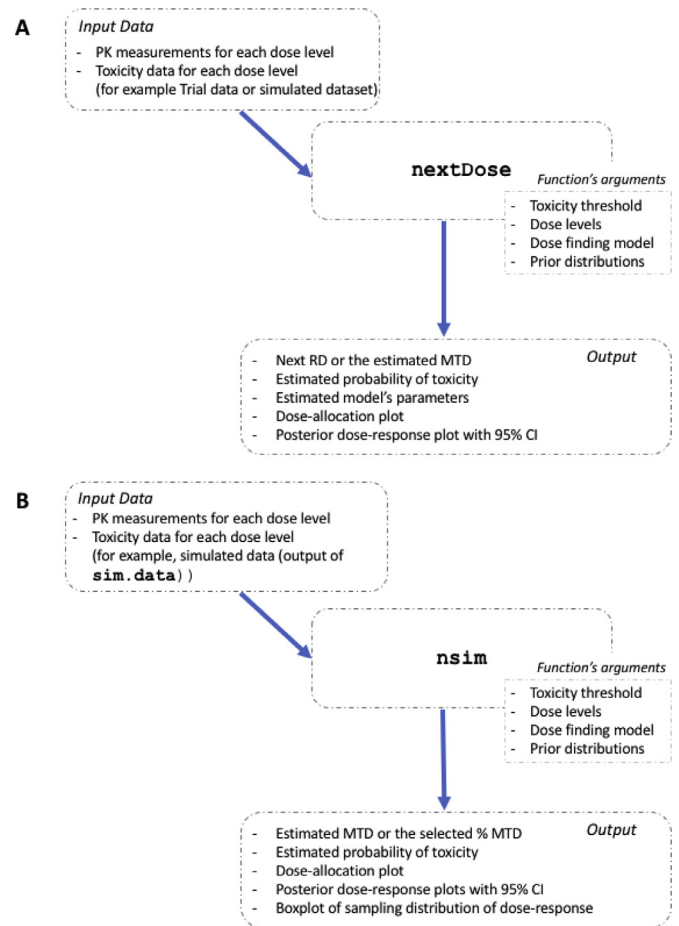 A
Input Data
- PK measurements for each dose level
- Toxicity data for each dose level
(for example Trial data or simulated dataset)
nextDose
Function's arguments
- Toxicity threshold
- Dose levels
- Dose finding model
- Prior distributions
Output
- Next RD or the estimated MTD
- Estimated probability of toxicity
- Estimated model's parameters
- Dose-allocation plot
- Posterior dose-response plot with 95% CI
B
Input Data
- PK measurements for each dose level
- Toxicity data for each dose level
(for example, simulated data (output of
sim.data))
nsim
Function's arguments
- Toxicity threshold
- Dose levels
- Dose finding model
- Prior distributions
Output
- Estimated MTD or the selected % MTD
- Estimated probability of toxicity
- Dose-allocation plot
- Posterior dose-response plots with 95% CI
- Boxplot of sampling distribution of dose-response